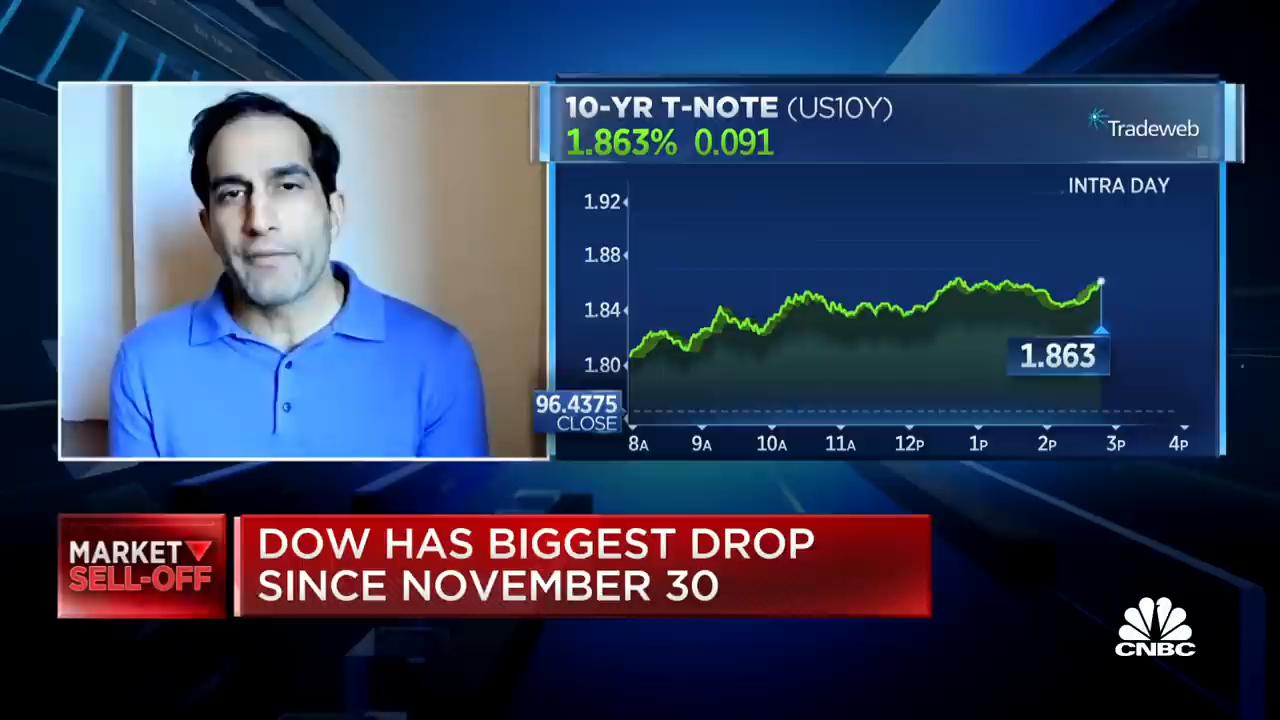 10-YR T-NOTE (US10Y)
1.863% 0.091
Tradeweb
INTRA DAY
1.92
1.88
1.84
1.80
1.863
96.4375
CLOSE
8A 9A 10A 11A 12P 1P 2P 3P 4P
MARKET
SELL-OFF
DOW HAS BIGGEST DROP
SINCE NOVEMBER 30
CNBC